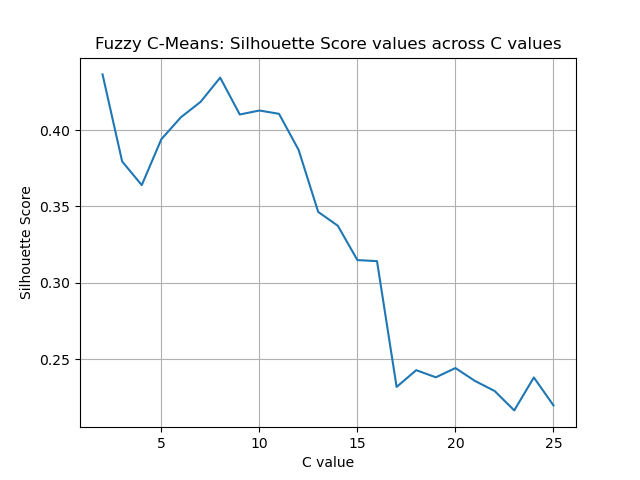 Fuzzy C-Means: Silhouette Score values across C values
0.40
0.35
0.30
0.25
Silhouette Score
5 10 15 20 25
C value